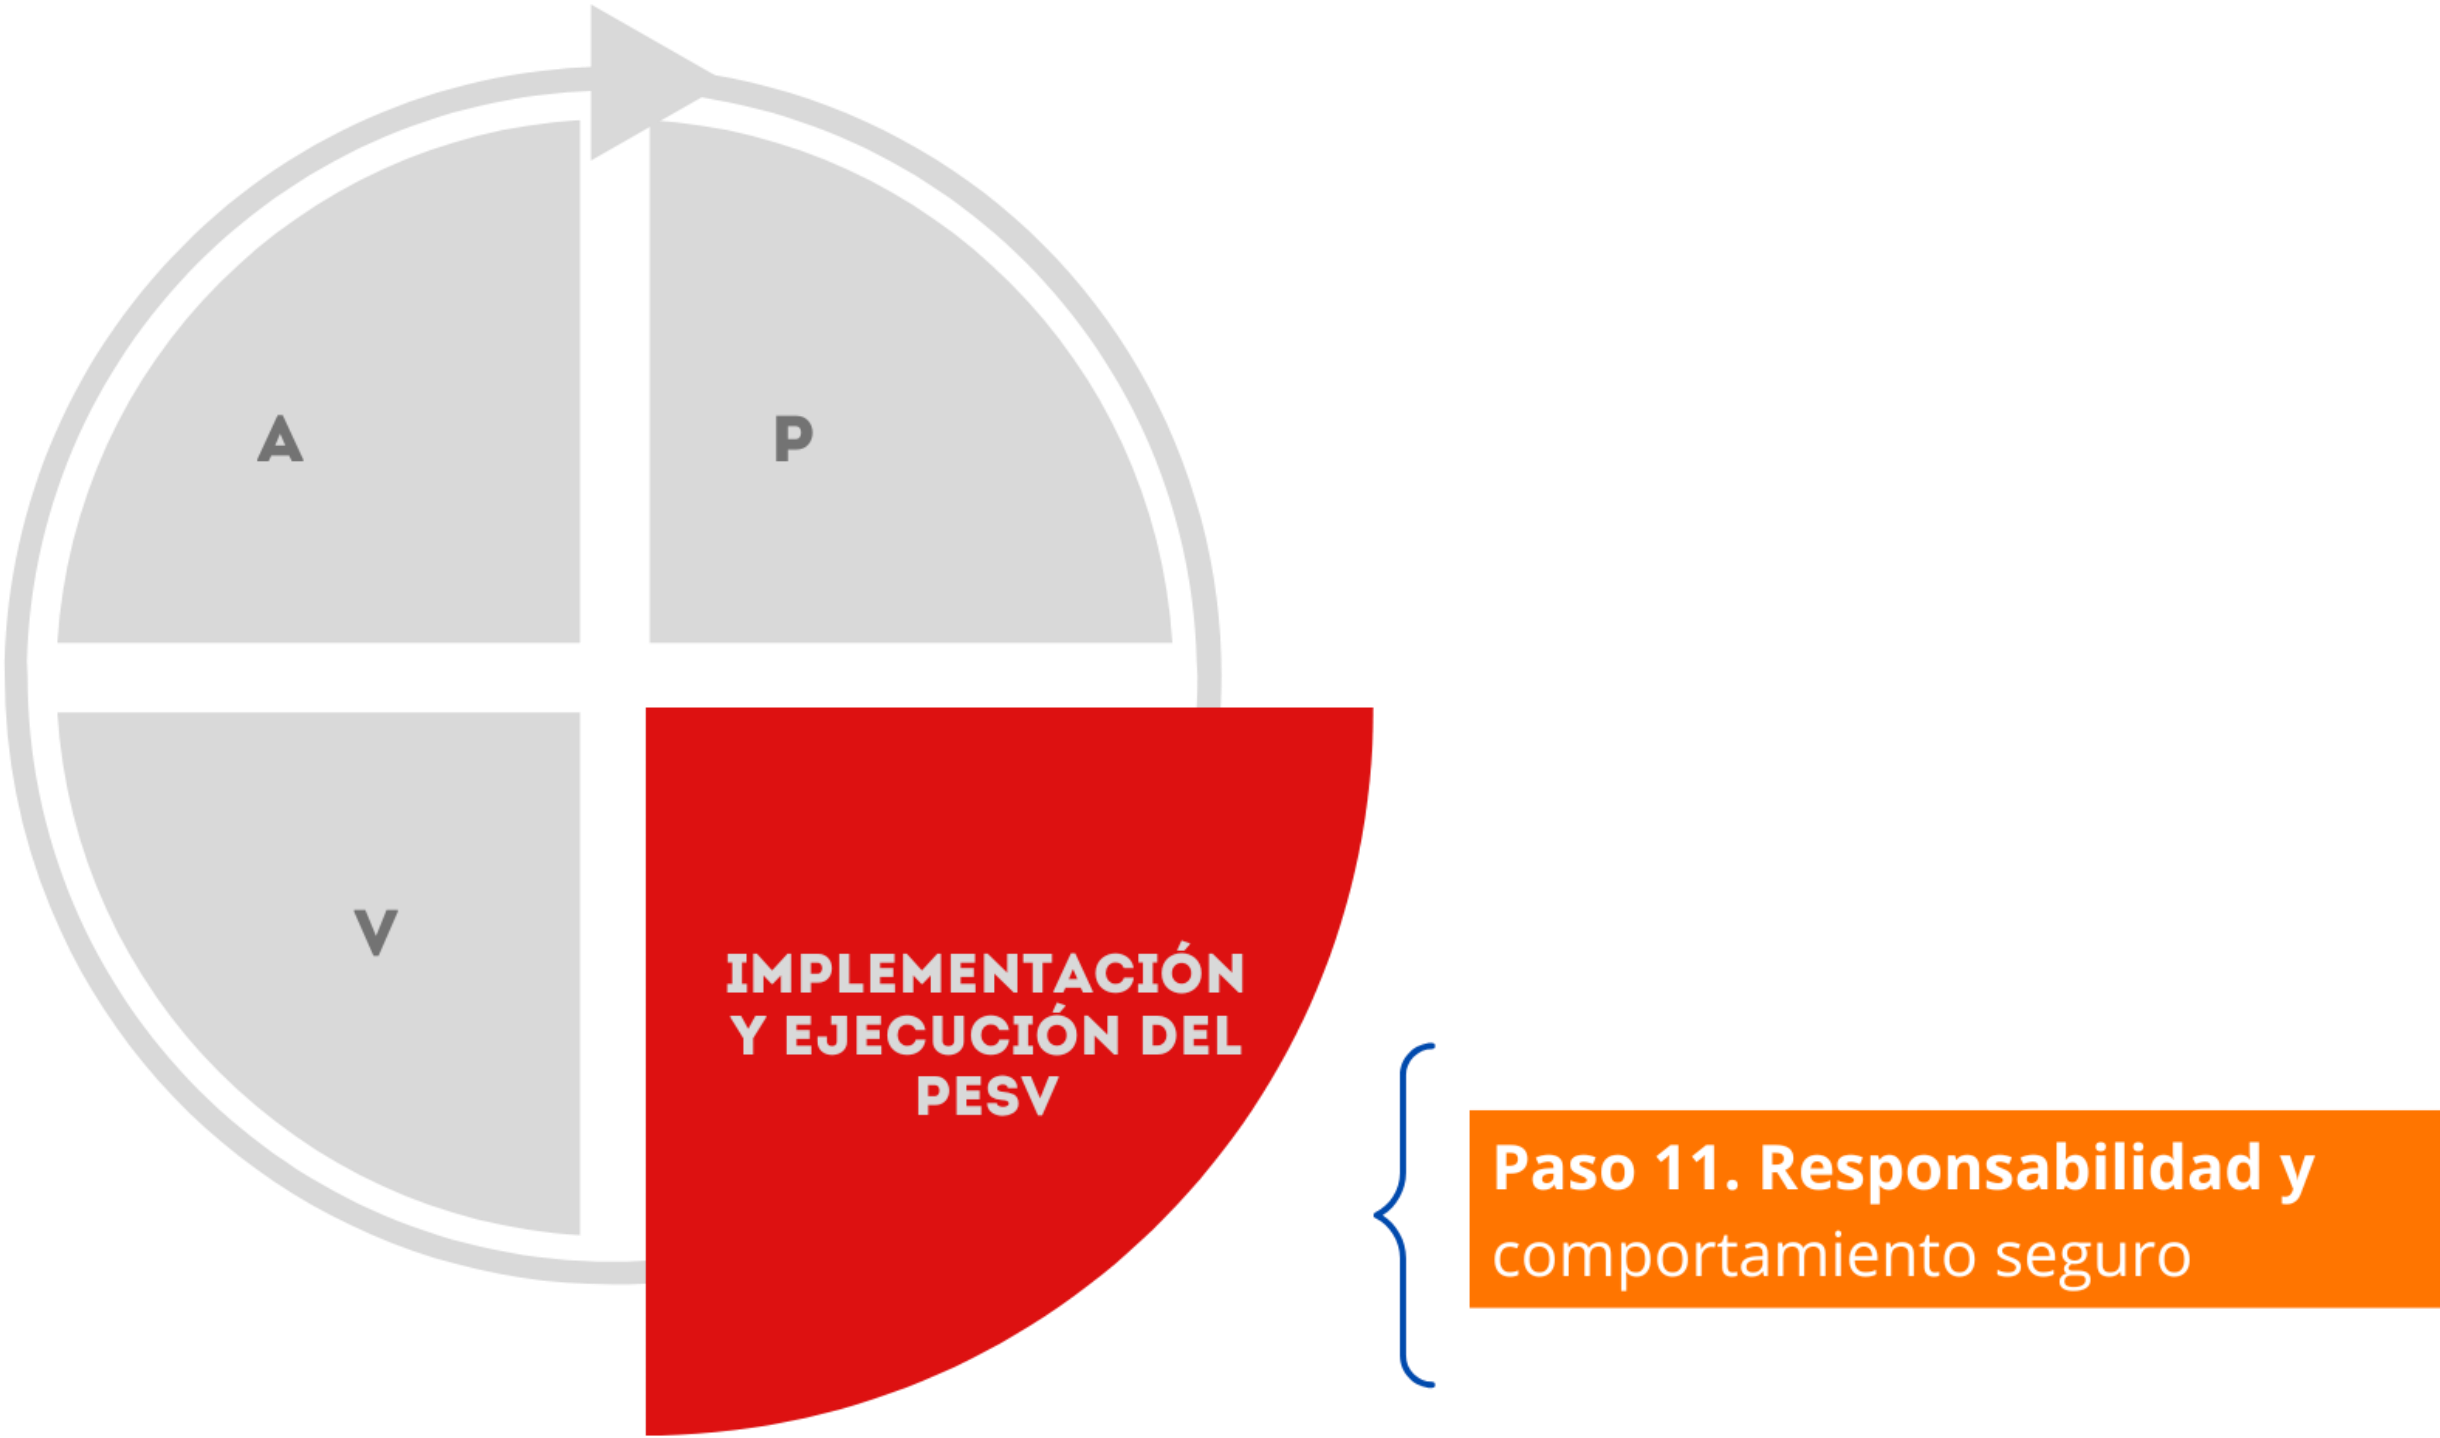 A
P
V
IMPLEMENTACIÓN
Y EJECUCIÓN DEL
PESV
Paso 11. Responsabilidad y
comportamiento seguro